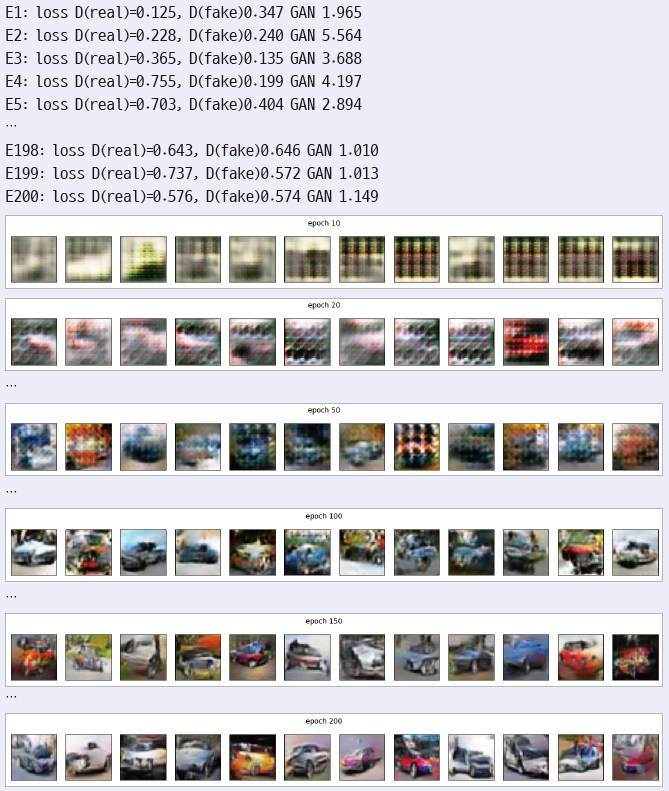 E1: loss D(real)=0.125, D(fake)0.347 GAN 1.965
E2: loss D(real)=0.228, D(fake)0.240 GAN 5.564
E3: loss D(real)=0.365, D(fake)0.135 GAN 3.688
E4: loss D(real)=0.755, D(fake)0.199 GAN 4.197
E5: loss D(real)=0.703, D(fake)0.404 GAN 2.894
...
E198: loss D(real)=0.643, D(fake)0.646 GAN 1.010
E199: loss D(real)=0.737, D(fake)0.572 GAN 1.013
E200: loss D(real)=0.576, D(fake)0.574 GAN 1.149
epoch 10
epoch 20
...
epoch 50
...
epoch 100
...
epoch 150
...
epoch 200